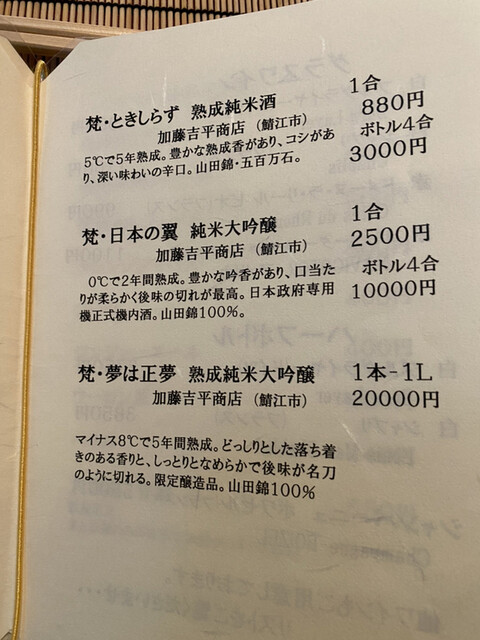 梵・ときしらず 熟成純米酒 1合
加藤吉平商店（鯖江市） 880円
5℃で5年熟成。豊かな熟成香があり、コシがあ ボトル4合
り、深い味わいの辛口。山田錦・五百万石。 3000円
梵・日本の翼 純米大吟醸 1合
加藤吉平商店（鯖江市） 2500円
0℃で2年間熟成。豊かな吟香があり、口当た ボトル4合
りが柔らかく後味の切れが最高。日本政府専用 10000円
機正式機内酒。山田錦100%。
梵・夢は正夢 熟成純米大吟醸 1本-1L
加藤吉平商店（鯖江市） 20000円
マイナス8℃で5年間熟成。どっしりとした落ち着
きのある香りと、しっとりとなめらかで後味が名刀
のように切れる。限定醸造品。山田錦100%